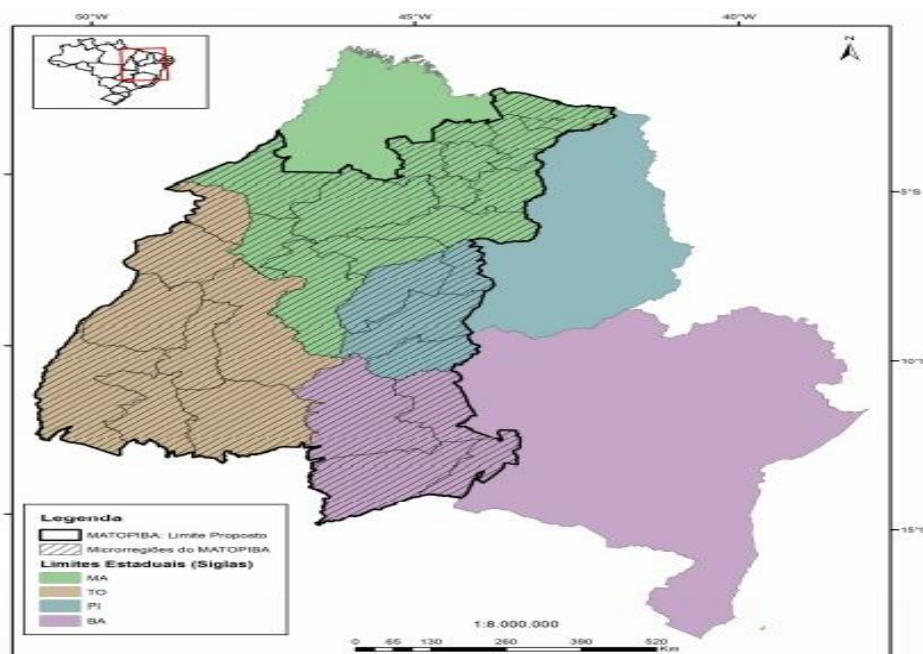 50°W 45°W 40°W
N
5°S
10°S
15°S
Legenda
MATOPIBA: Limite Proposto
Microrregiões do MATOPIBA
Limites Estaduais (Siglas)
MA
TO
PI
BA
1:8.000.000
0 65 130 260 390 520
Km